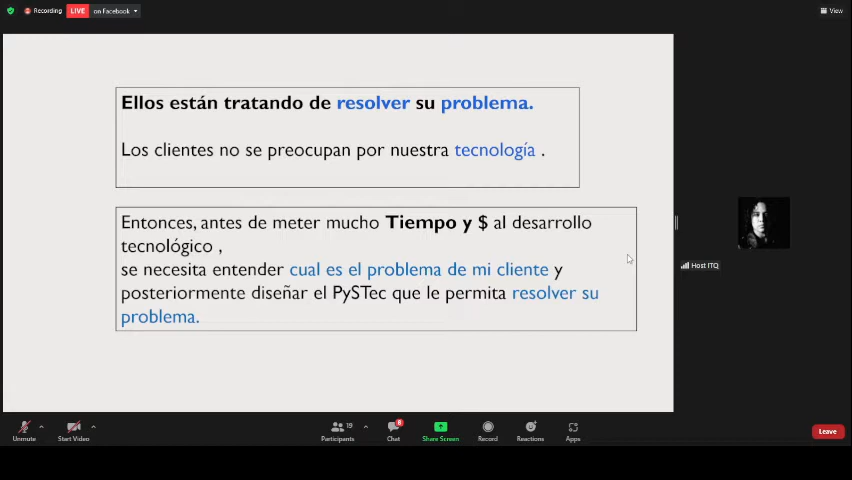 Recording
LIVE
on Facebook
View
Ellos están tratando de resolver su problema.
Los clientes no se preocupan por nuestra tecnología .
Entonces, antes de meter mucho Tiempo y $ al desarrollo
tecnológico ,
se necesita entender cual es el problema de mi cliente y
posteriormente diseñar el PySTec que le permita resolver su
problema.
Host ITQ
Unmute
Start Video
19
Participants
8
Chat
Share Screen
Record
Reactions
Apps
Leave